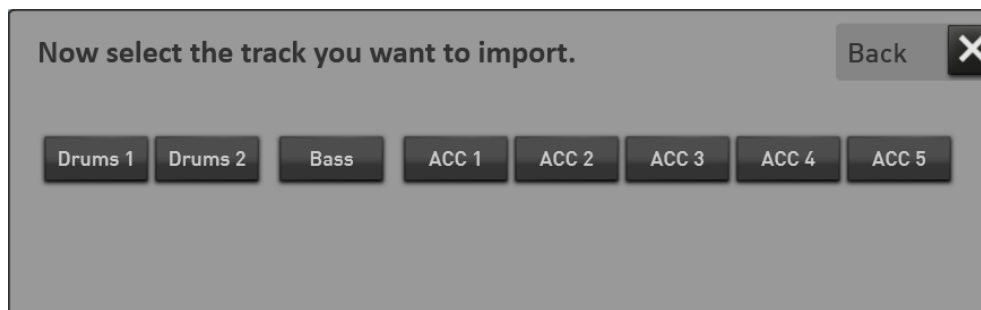 Now select the track you want to import. Back
Drums 1 Drums 2 Bass ACC 1 ACC 2 ACC 3 ACC 4 ACC 5